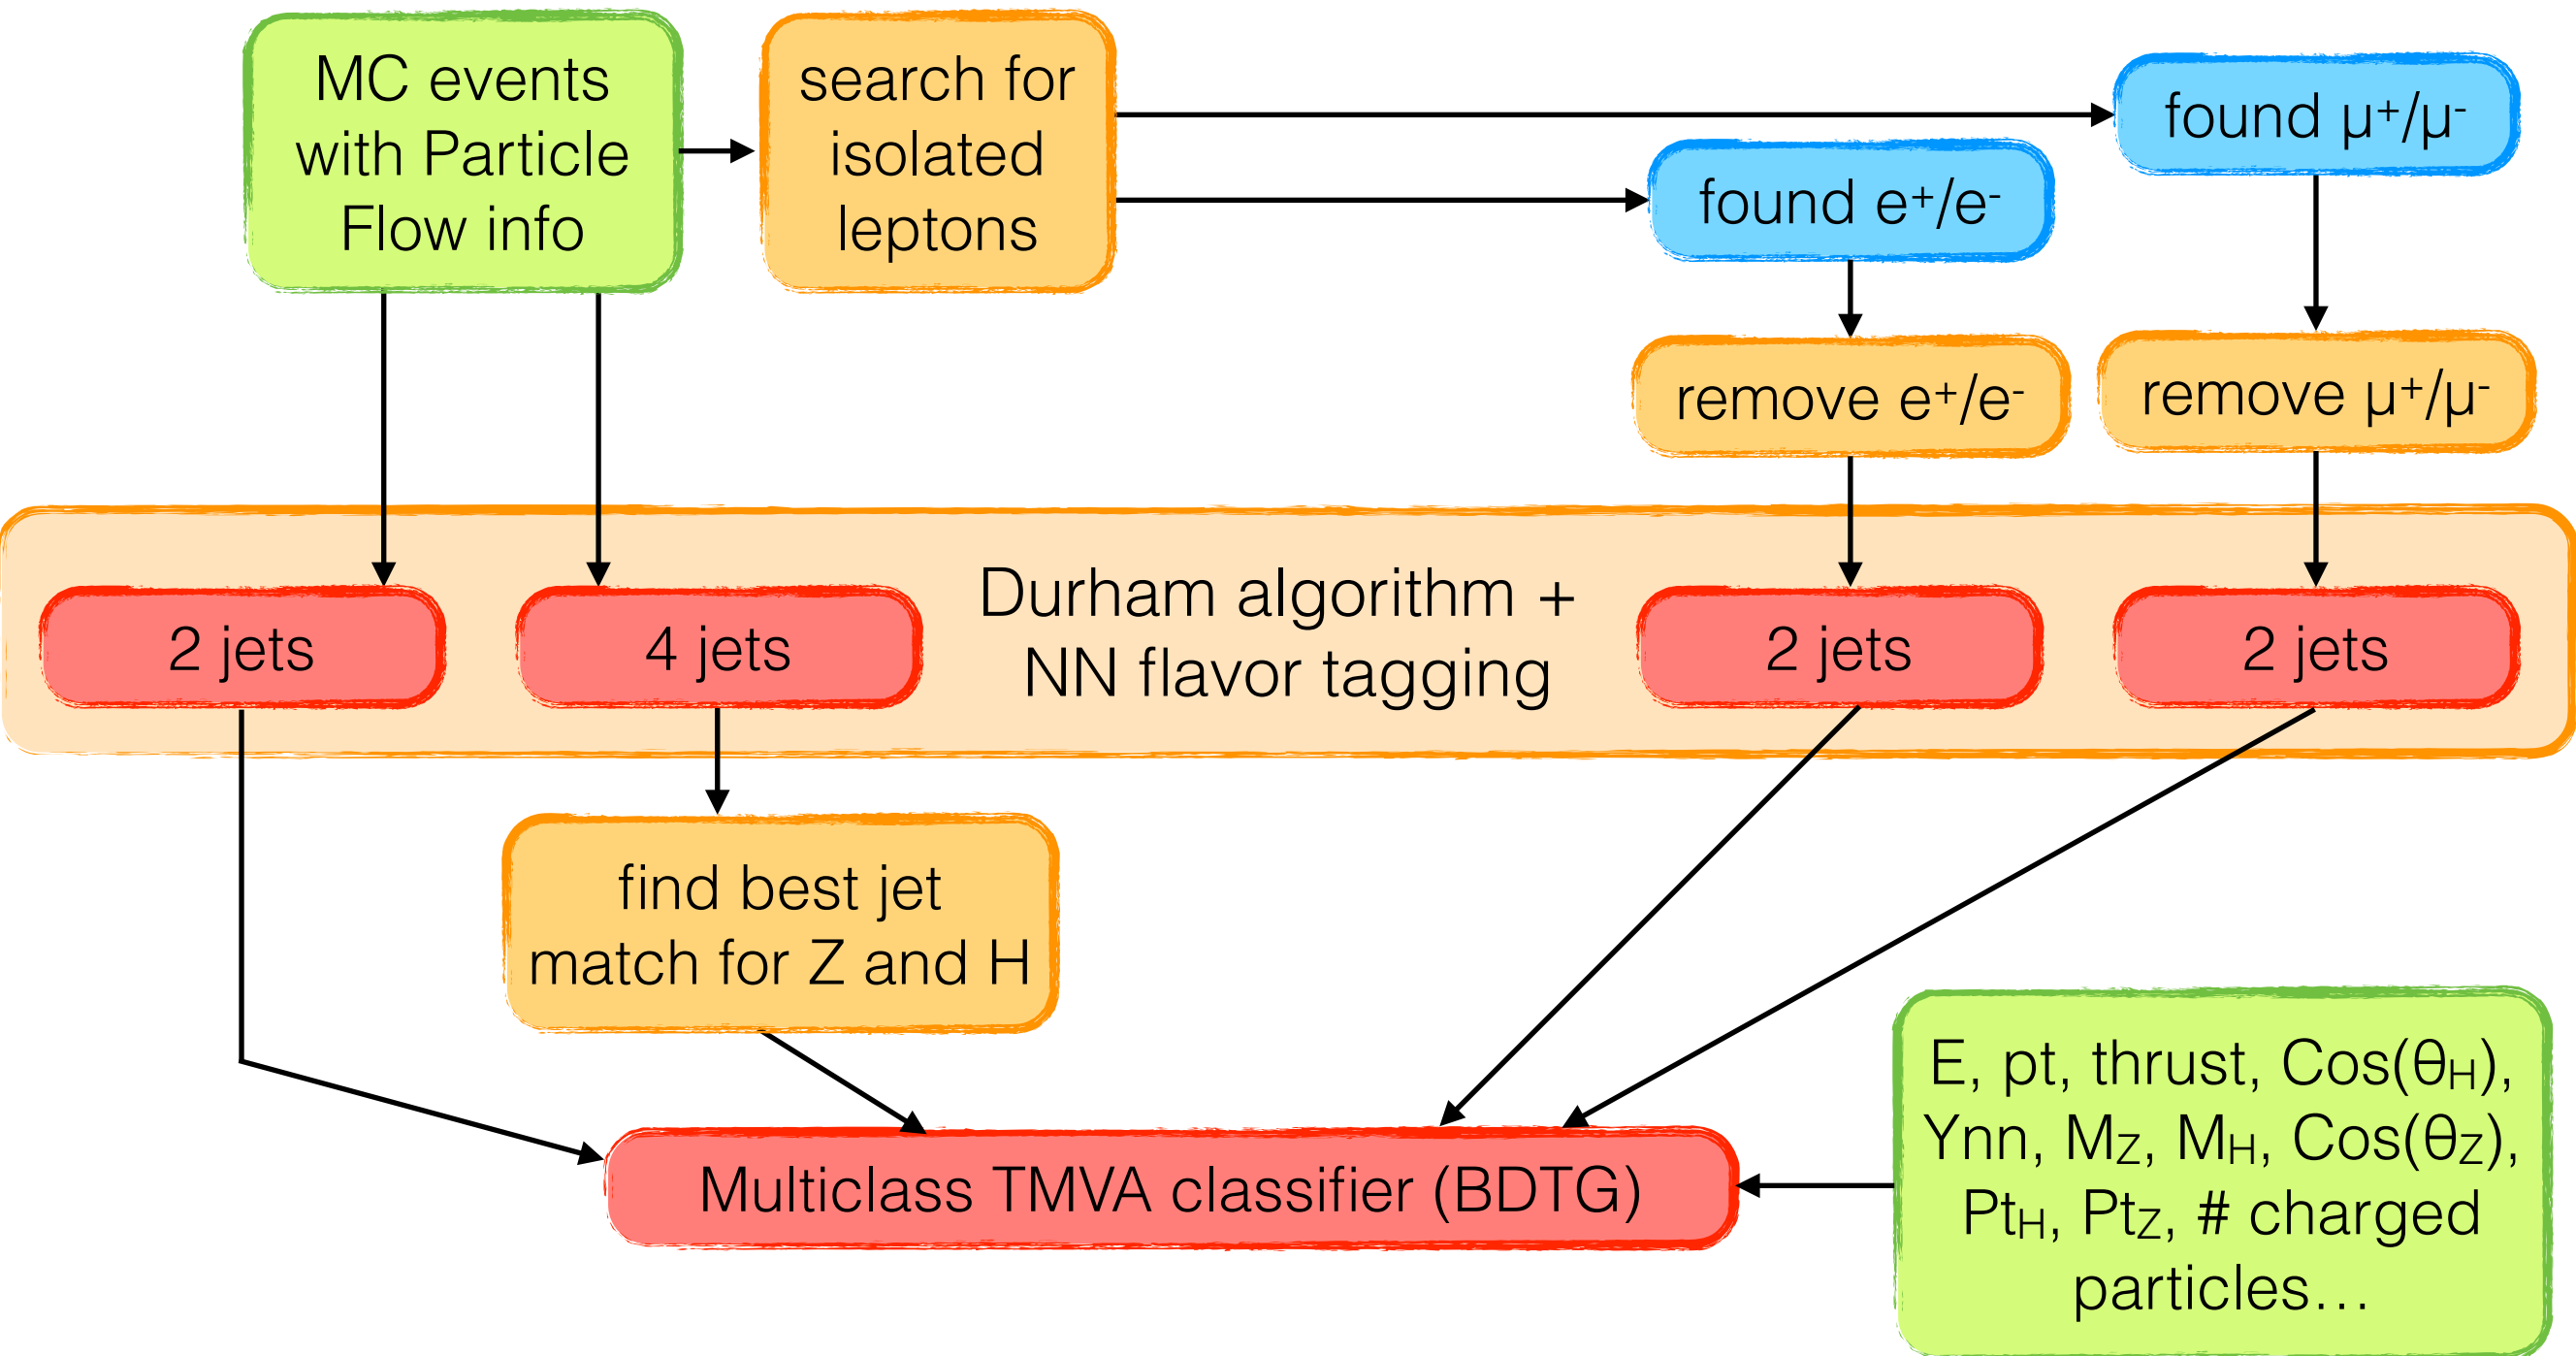 MC events
with Particle
Flow info
search for
isolated
leptons
found μ⁺/μ⁻
found e⁺/e⁻
remove e⁺/e⁻
remove μ⁺/μ⁻
Durham algorithm +
NN flavor tagging
2 jets
4 jets
2 jets
2 jets
find best jet
match for Z and H
E, pt, thrust, Cos(θH),
Ynn, MZ, MH, Cos(θZ),
PtH, PtZ, # charged
particles…
Multiclass TMVA classifier (BDTG)